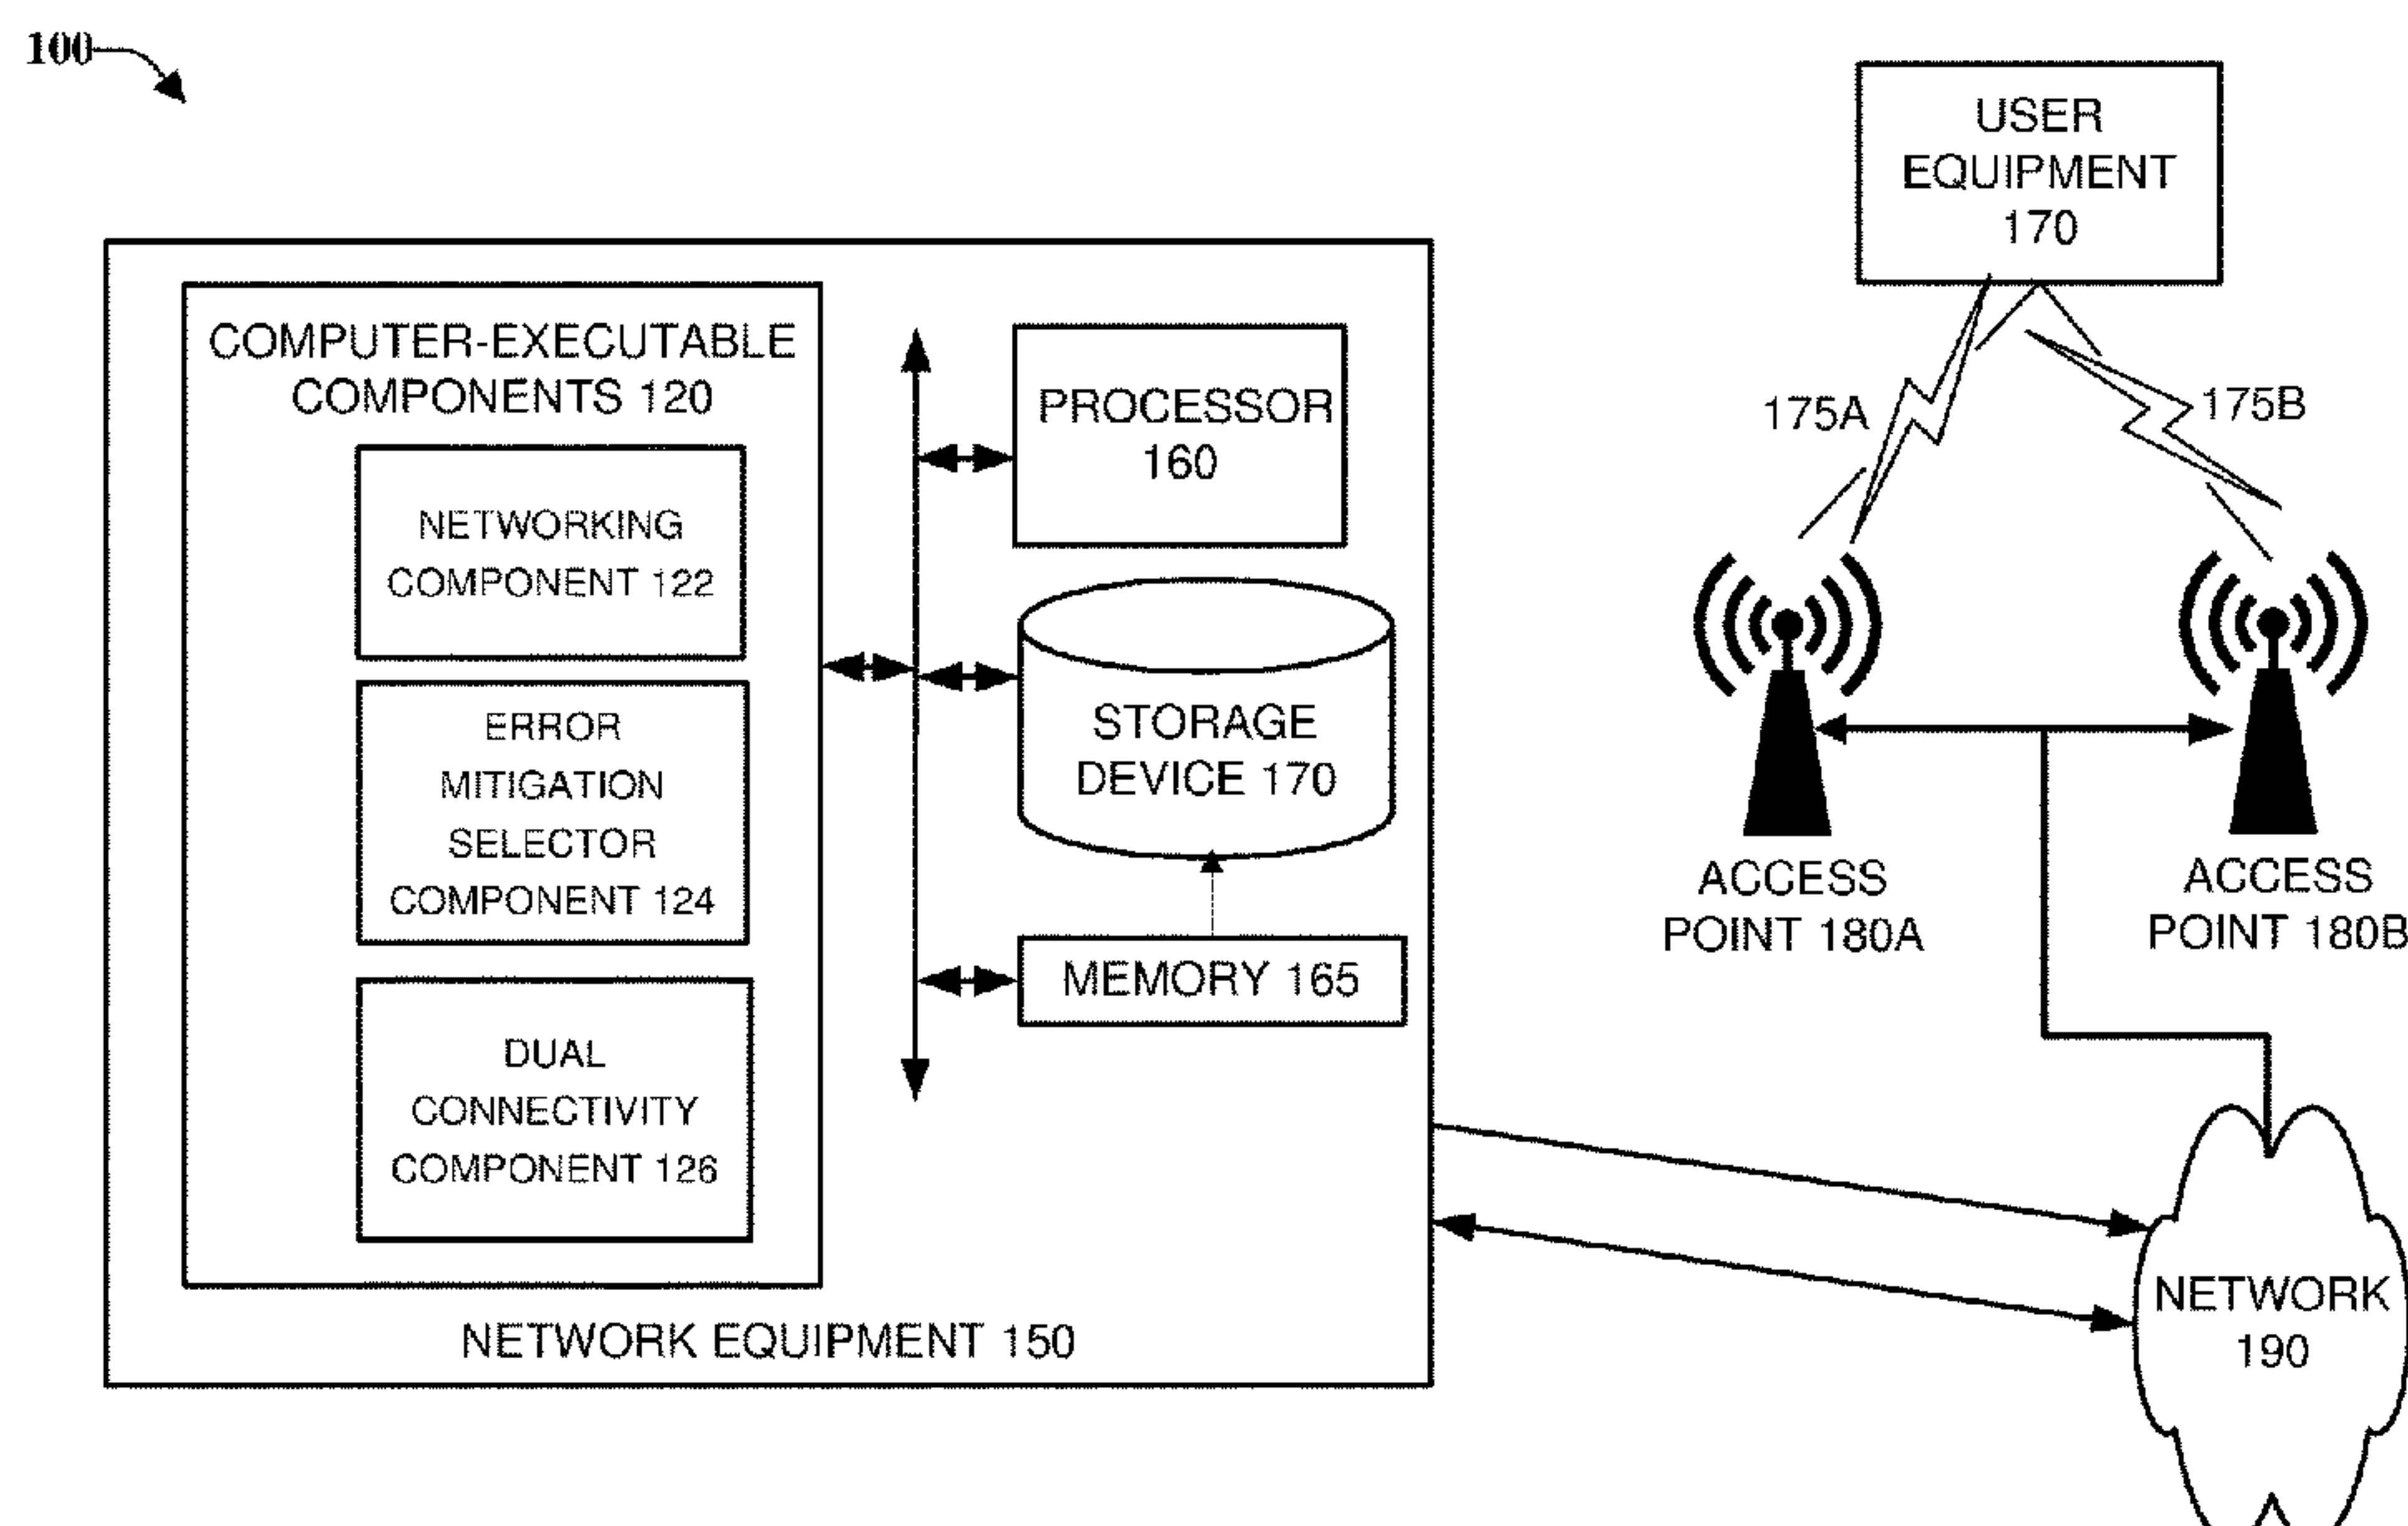 100
USER
EQUIPMENT
170
COMPUTER-EXECUTABLE
COMPONENTS 120
PROCESSOR
160
175A
175B
NETWORKING
COMPONENT 122
ERROR
MITIGATION
SELECTOR
COMPONENT 124
STORAGE
DEVICE 170
ACCESS
POINT 180A
ACCESS
POINT 180B
MEMORY 165
DUAL
CONNECTIVITY
COMPONENT 126
NETWORK EQUIPMENT 150
NETWORK
190